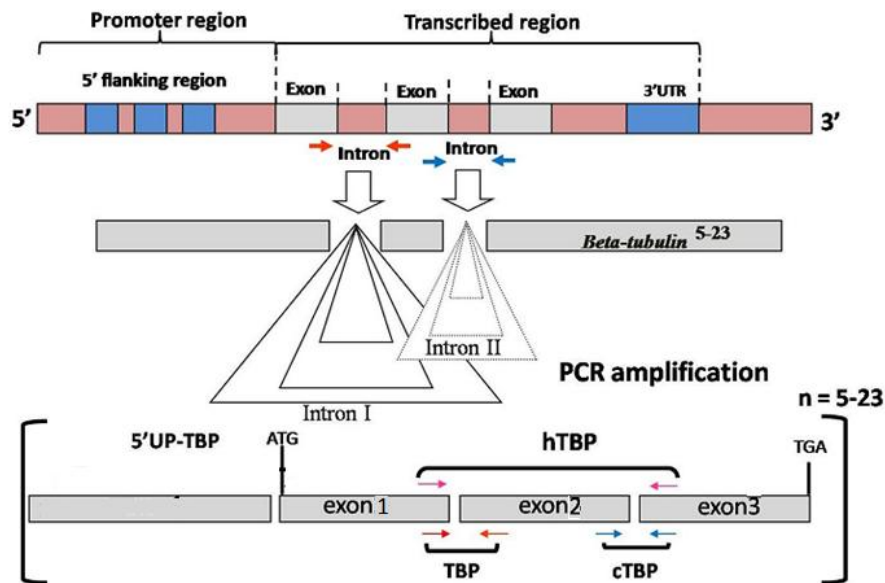 Promoter region Transcribed region
5' flanking region Exon Exon Exon 3'UTR
5' 3'
Intron Intron
Beta-tubulin 5-23
Intron II
PCR amplification
Intron I
n = 5-23
5'UP-TBP ATG hTBP TGA
exon1 exon2 exon3
TBP cTBP